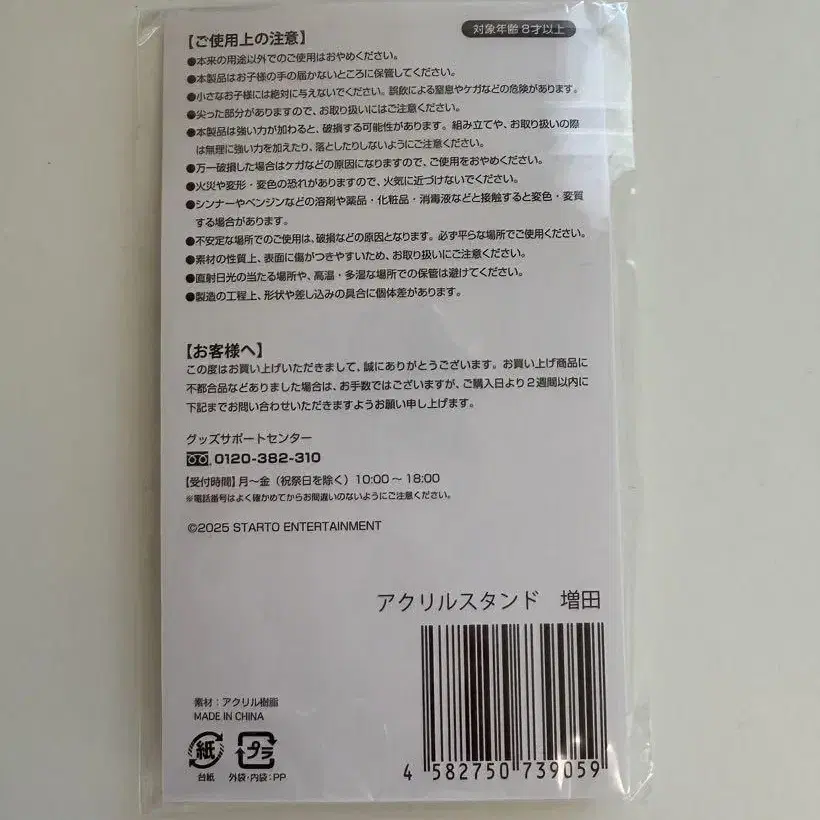 対象年齢8才以上
【ご使用上の注意】
●本来の用途以外でのご使用はおやめください。
●本製品はお子様の手の届かないところに保管してください。
●小さなお子様には絶対に与えないでください。誤飲による窒息やケガなどの危険があります。
●尖った部分がありますので、お取り扱いにはご注意ください。
●本製品は強い力が加わると、破損する可能性があります。組み立てや、お取り扱いの際
は無理に強い力を加えたり、落としたりしないようにご注意ください。
●万一破損した場合はケガなどの原因になりますので、ご使用をおやめください。
●火災や変形・変色の恐れがありますので、火気に近づけないでください。
●シンナーやベンジンなどの溶剤や薬品・化粧品・消毒液などと接触すると変色・変質
する場合があります。
●不安定な場所でのご使用は、破損などの原因となります。必ず平らな場所でご使用ください。
●素材の性質上、表面に傷がつきやすいため、お取り扱いにご注意ください。
●直射日光の当たる場所や、高温・多湿な場所での保管は避けてください。
●製造の工程上、形状や差し込みの具合に個体差があります。
【お客様へ】
この度はお買い上げいただきまして、誠にありがとうございます。お買い上げ商品に
不都合品などありました場合は、お手数ではございますが、ご購入日より2週間以内に
下記までお問い合わせいただきますようお願い申し上げます。
グッズサポートセンター
0120-382-310
【受付時間】月〜金（祝祭日を除く）10:00〜18:00
※電話番号はよく確かめてからお間違いのないようにご注意ください。
©2025 STARTO ENTERTAINMENT
アクリルスタンド 増田
素材：アクリル樹脂
MADE IN CHINA
紙 プラ
台紙 外袋・内袋：PP
4 582750 739059